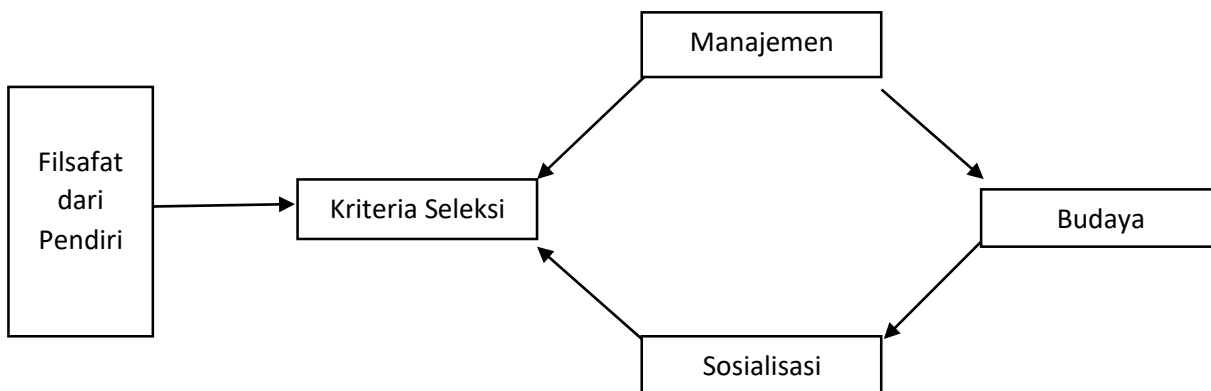 Filsafat
dari
Pendiri
Kriteria Seleksi
Manajemen
Budaya
Sosialisasi